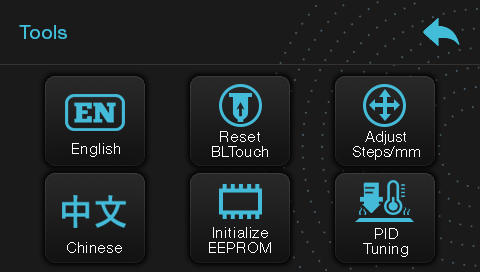 Tools
EN
English
Reset
BLTouch
Adjust
Steps/mm
中文
Chinese
Initialize
EEPROM
PID
Tuning